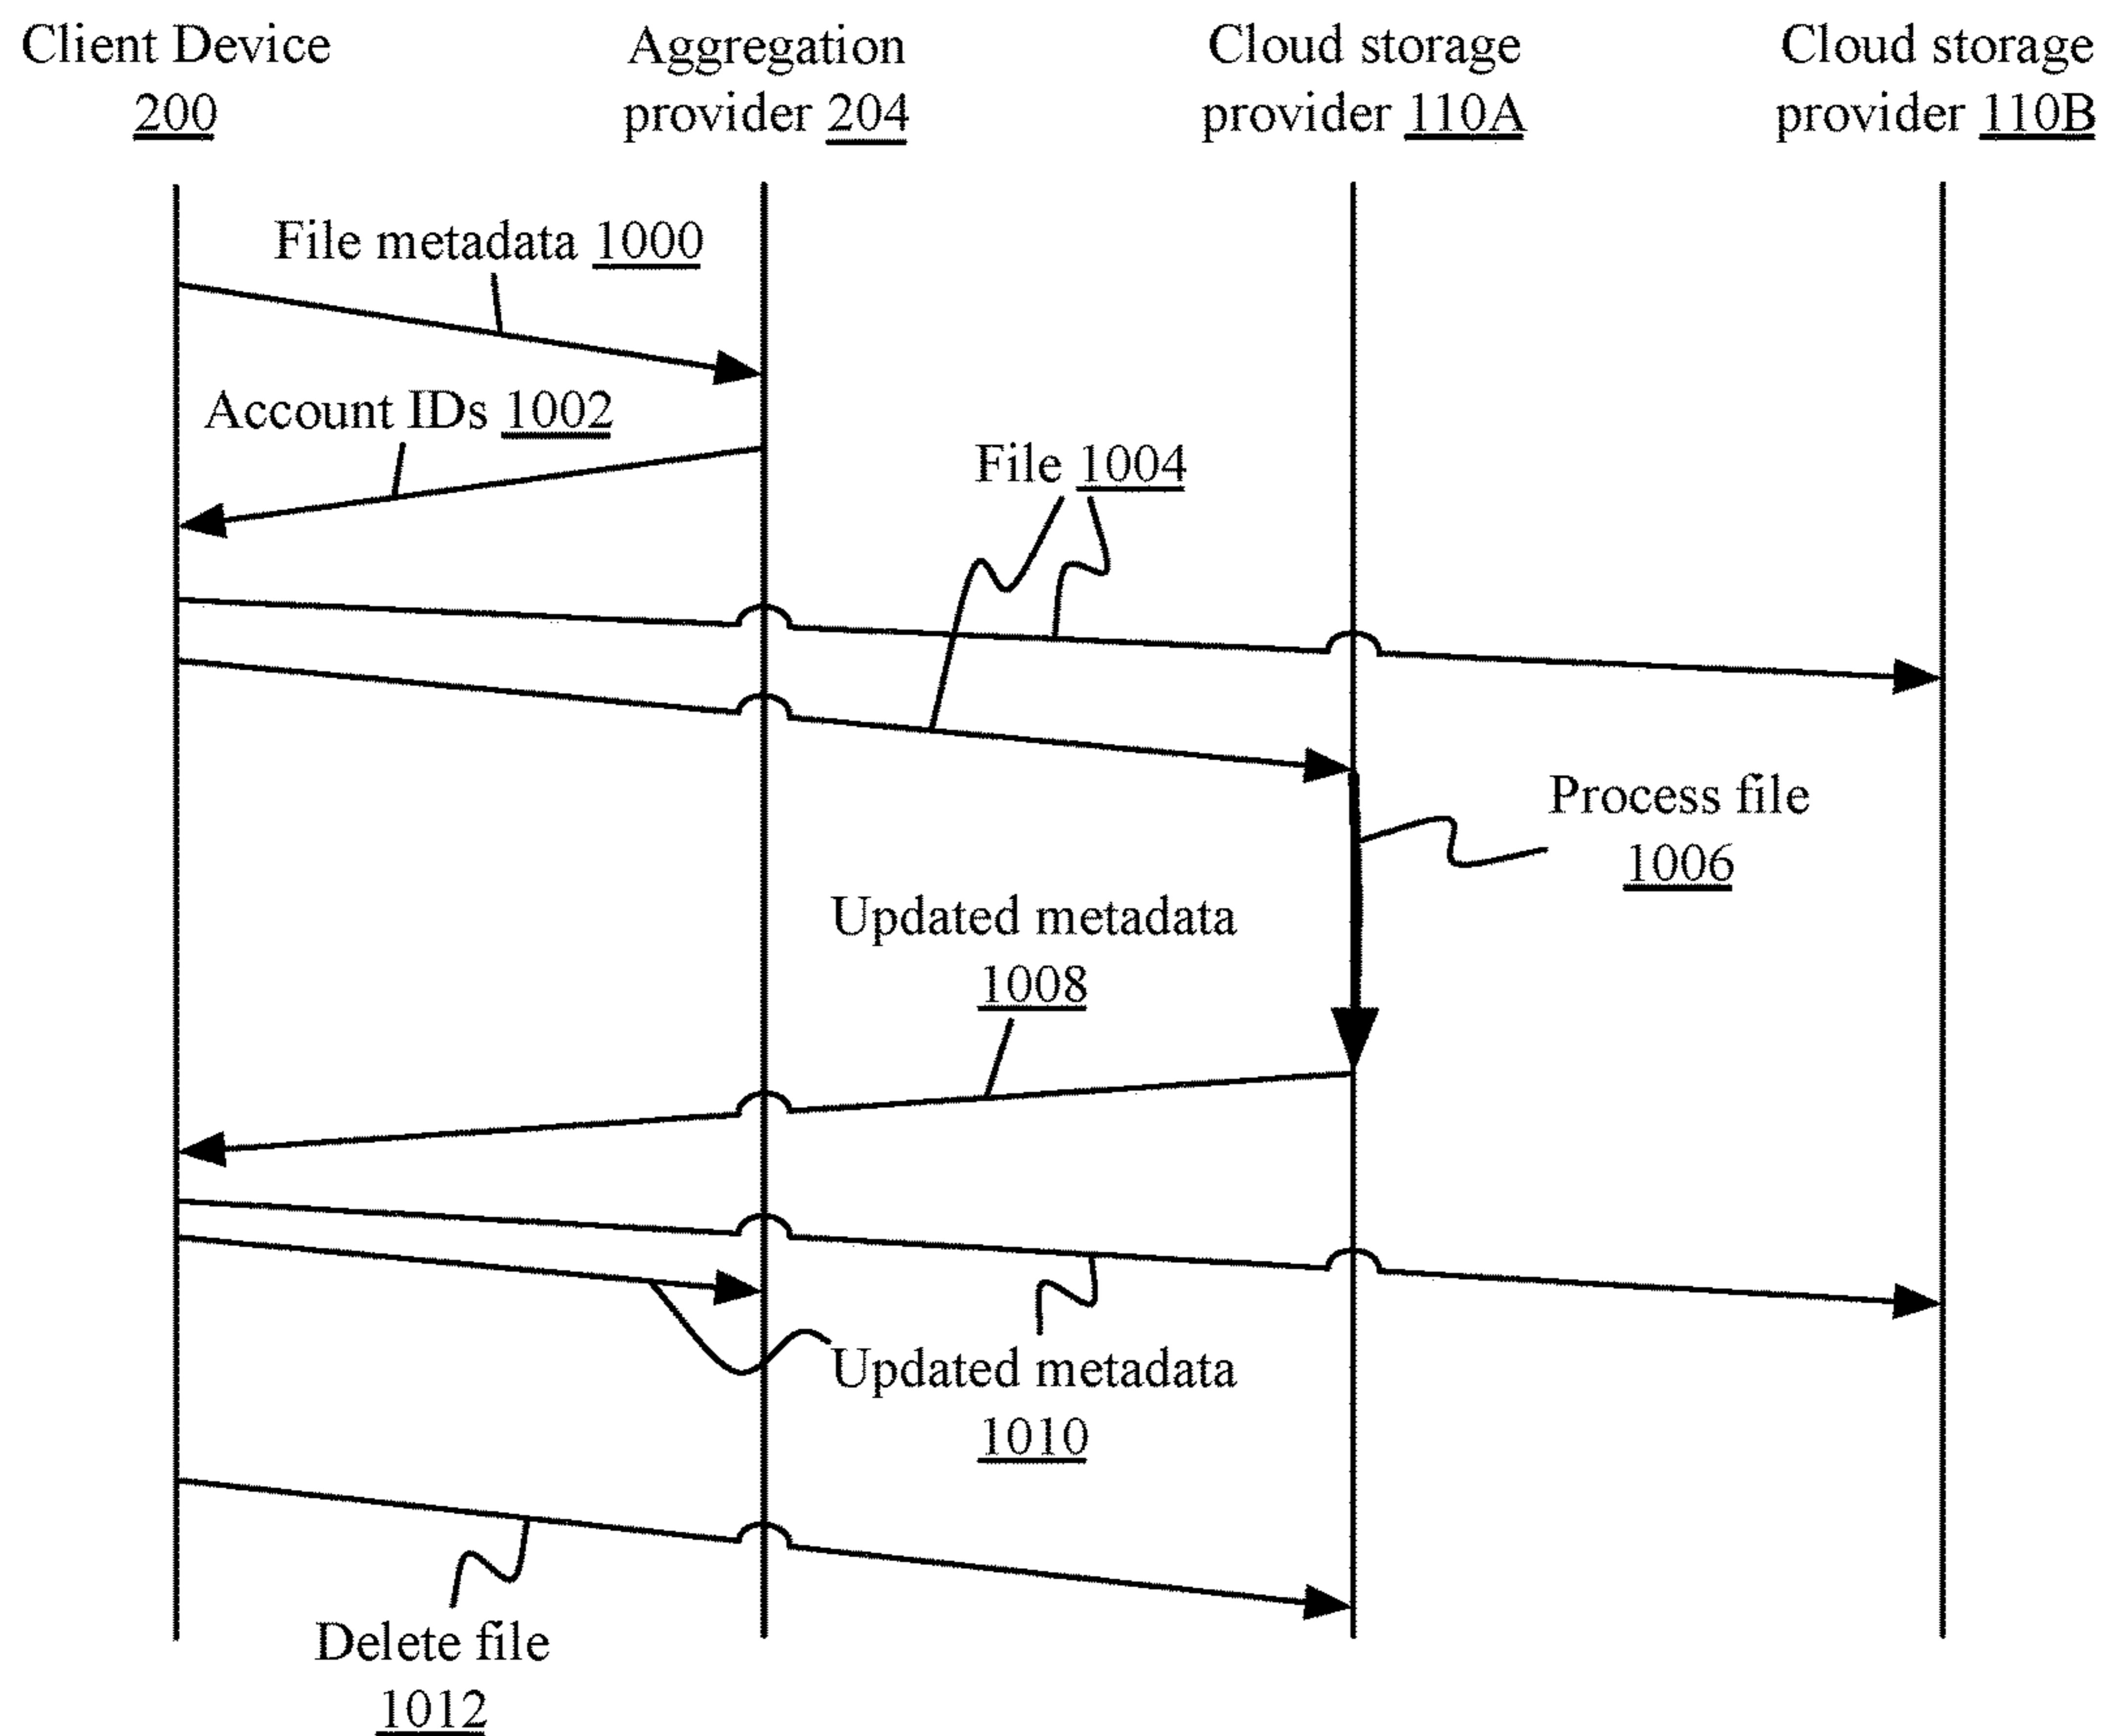 Client Device
200
Aggregation
provider 204
Cloud storage
provider 110A
Cloud storage
provider 110B
File metadata 1000
Account IDs 1002
File 1004
Process file
1006
Updated metadata
1008
Updated metadata
1010
Delete file
1012